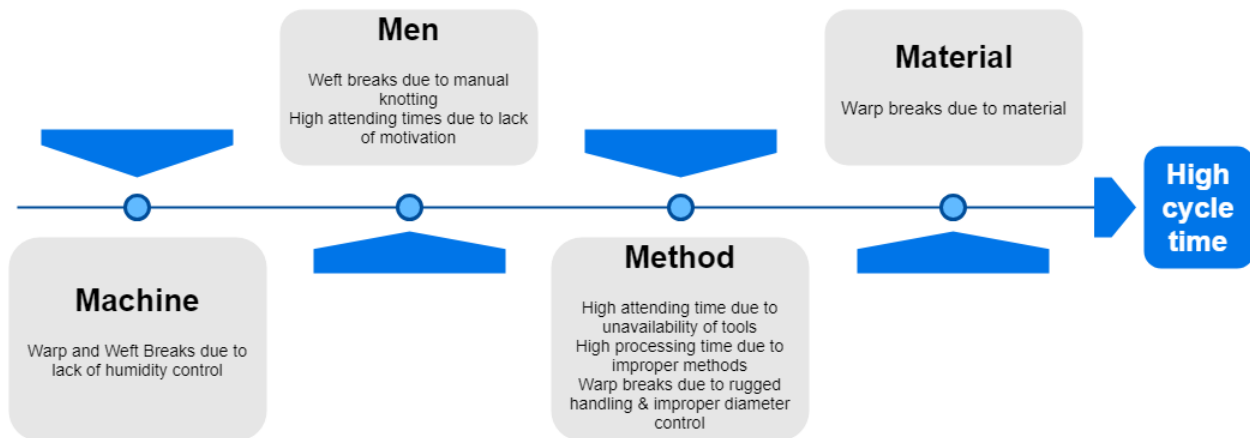 Men
Weft breaks due to manual
knotting
High attending times due to lack
of motivation
Material
Warp breaks due to material
High
cycle
time
Machine
Warp and Weft Breaks due to
lack of humidity control
Method
High attending time due to
unavailability of tools
High processing time due to
improper methods
Warp breaks due to rugged
handling & improper diameter
control